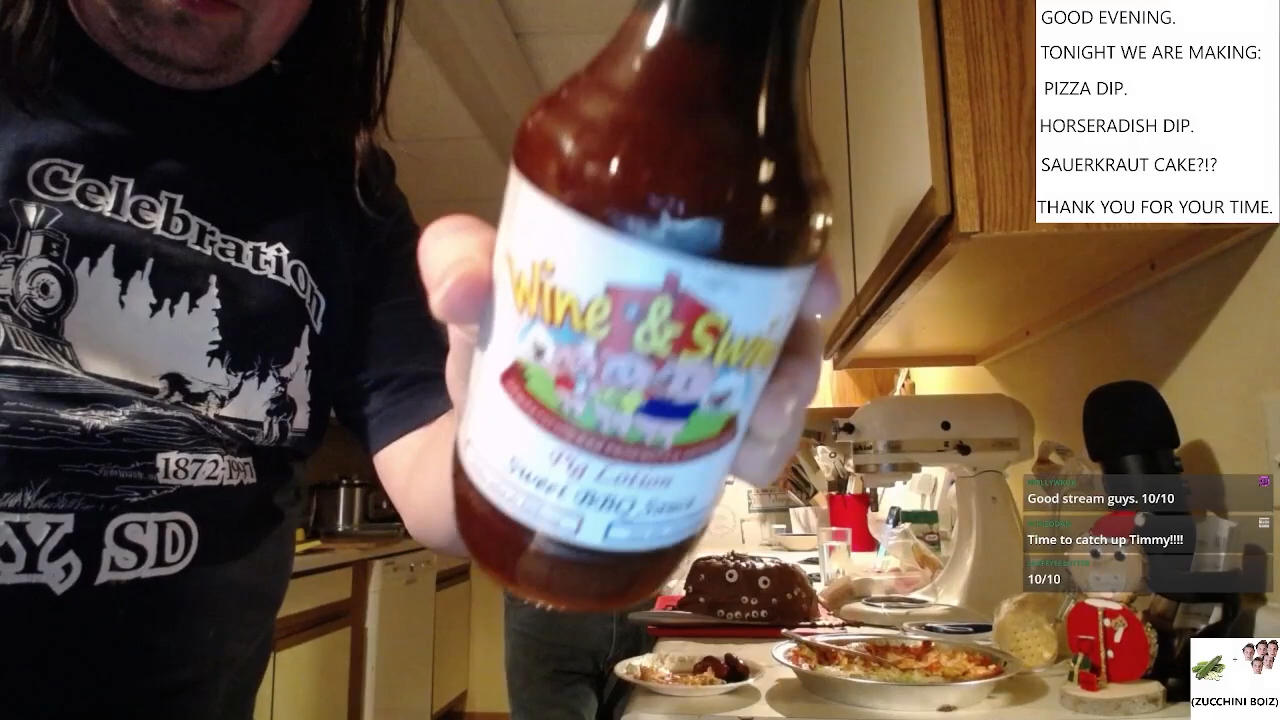 GOOD EVENING.
TONIGHT WE ARE MAKING:
PIZZA DIP.
HORSERADISH DIP.
SAUERKRAUT CAKE?!?
THANK YOU FOR YOUR TIME.
Celebration
1872-1997
SD
Wine & Swi
Pig Lotion
Sweet BBQ Sauce
Good stream guys. 10/10
Time to catch up Timmy!!!!
10/10
(ZUCCHINI BOIZ)